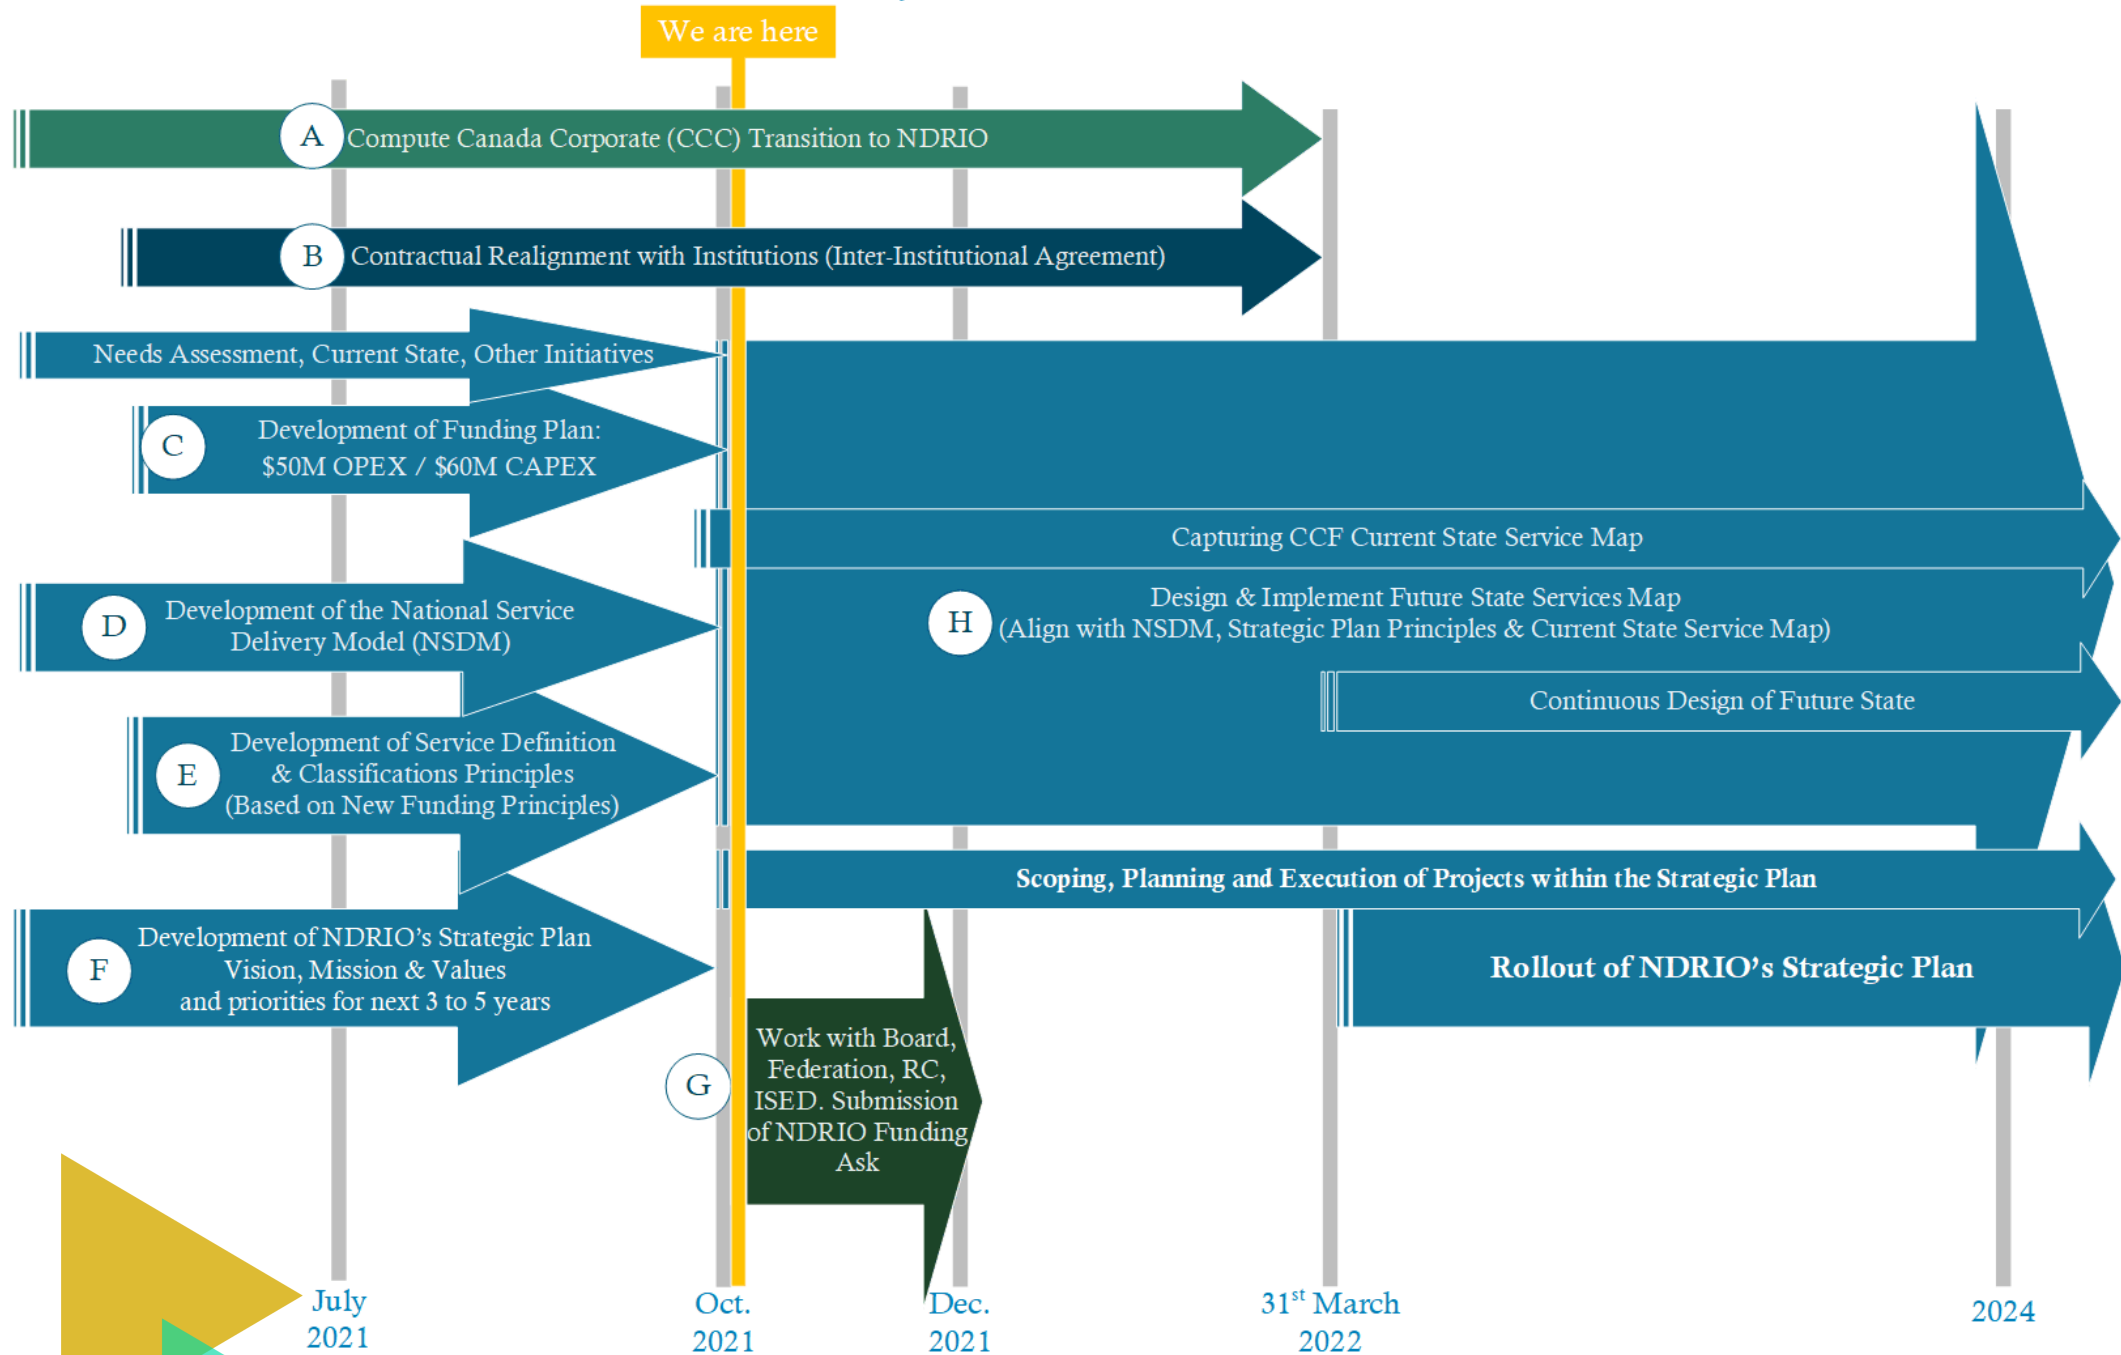 We are here
A
Compute Canada Corporate (CCC) Transition to NDRIO
B
Contractual Realignment with Institutions (Inter-Institutional Agreement)
Needs Assessment, Current State, Other Initiatives
C
Development of Funding Plan:
$50M OPEX / $60M CAPEX
Capturing CCF Current State Service Map
D
Development of the National Service
Delivery Model (NSDM)
H
Design & Implement Future State Services Map
(Align with NSDM, Strategic Plan Principles & Current State Service Map)
Continuous Design of Future State
E
Development of Service Definition
& Classifications Principles
(Based on New Funding Principles)
Scoping, Planning and Execution of Projects within the Strategic Plan
F
Development of NDRIO’s Strategic Plan
Vision, Mission & Values
and priorities for next 3 to 5 years
Rollout of NDRIO’s Strategic Plan
G
Work with Board,
Federation, RC,
ISED. Submission
of NDRIO Funding
Ask
July
2021
Oct.
2021
Dec.
2021
31st March
2022
2024